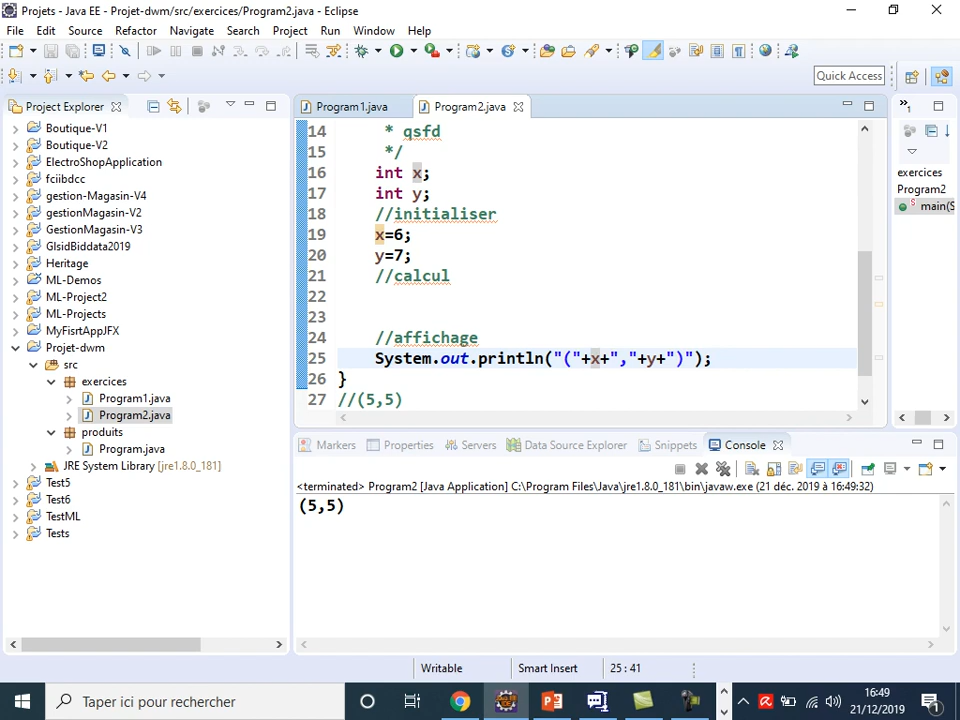 Projets - Java EE - Projet-dwm/src/exercices/Program2.java - Eclipse
File Edit Source Refactor Navigate Search Project Run Window Help
Quick Access
Project Explorer
Boutique-V1
Boutique-V2
ElectroShopApplication
fciibdcc
gestion-Magasin-V4
gestionMagasin-V2
GestionMagasin-V3
GlsidBiddata2019
Heritage
ML-Demos
ML-Project2
ML-Projects
MyFisrtAppJFX
Projet-dwm
src
exercices
Program1.java
Program2.java
produits
Program.java
JRE System Library [jre1.8.0_181]
Test5
Test6
TestML
Tests
Program1.java Program2.java
14 * qsfd
15 */
16 int x;
17 int y;
18 //initialiser
19 x=6;
20 y=7;
21 //calcul
22
23
24 //affichage
25 System.out.println("("+x+","+y+")");
26 }
27 //(5,5)
»1
exercices
Program2
main(S
Markers Properties Servers Data Source Explorer Snippets Console
<terminated> Program2 [Java Application] C:\Program Files\Java\jre1.8.0_181\bin\javaw.exe (21 déc. 2019 à 16:49:32)
(5,5)
Writable Smart Insert 25 : 41
Taper ici pour rechercher
16:49
21/12/2019
1